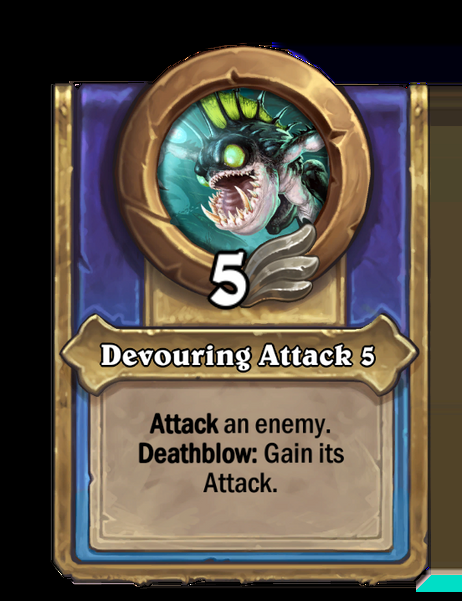 5
Devouring Attack 5
Attack an enemy.
Deathblow: Gain its
Attack.